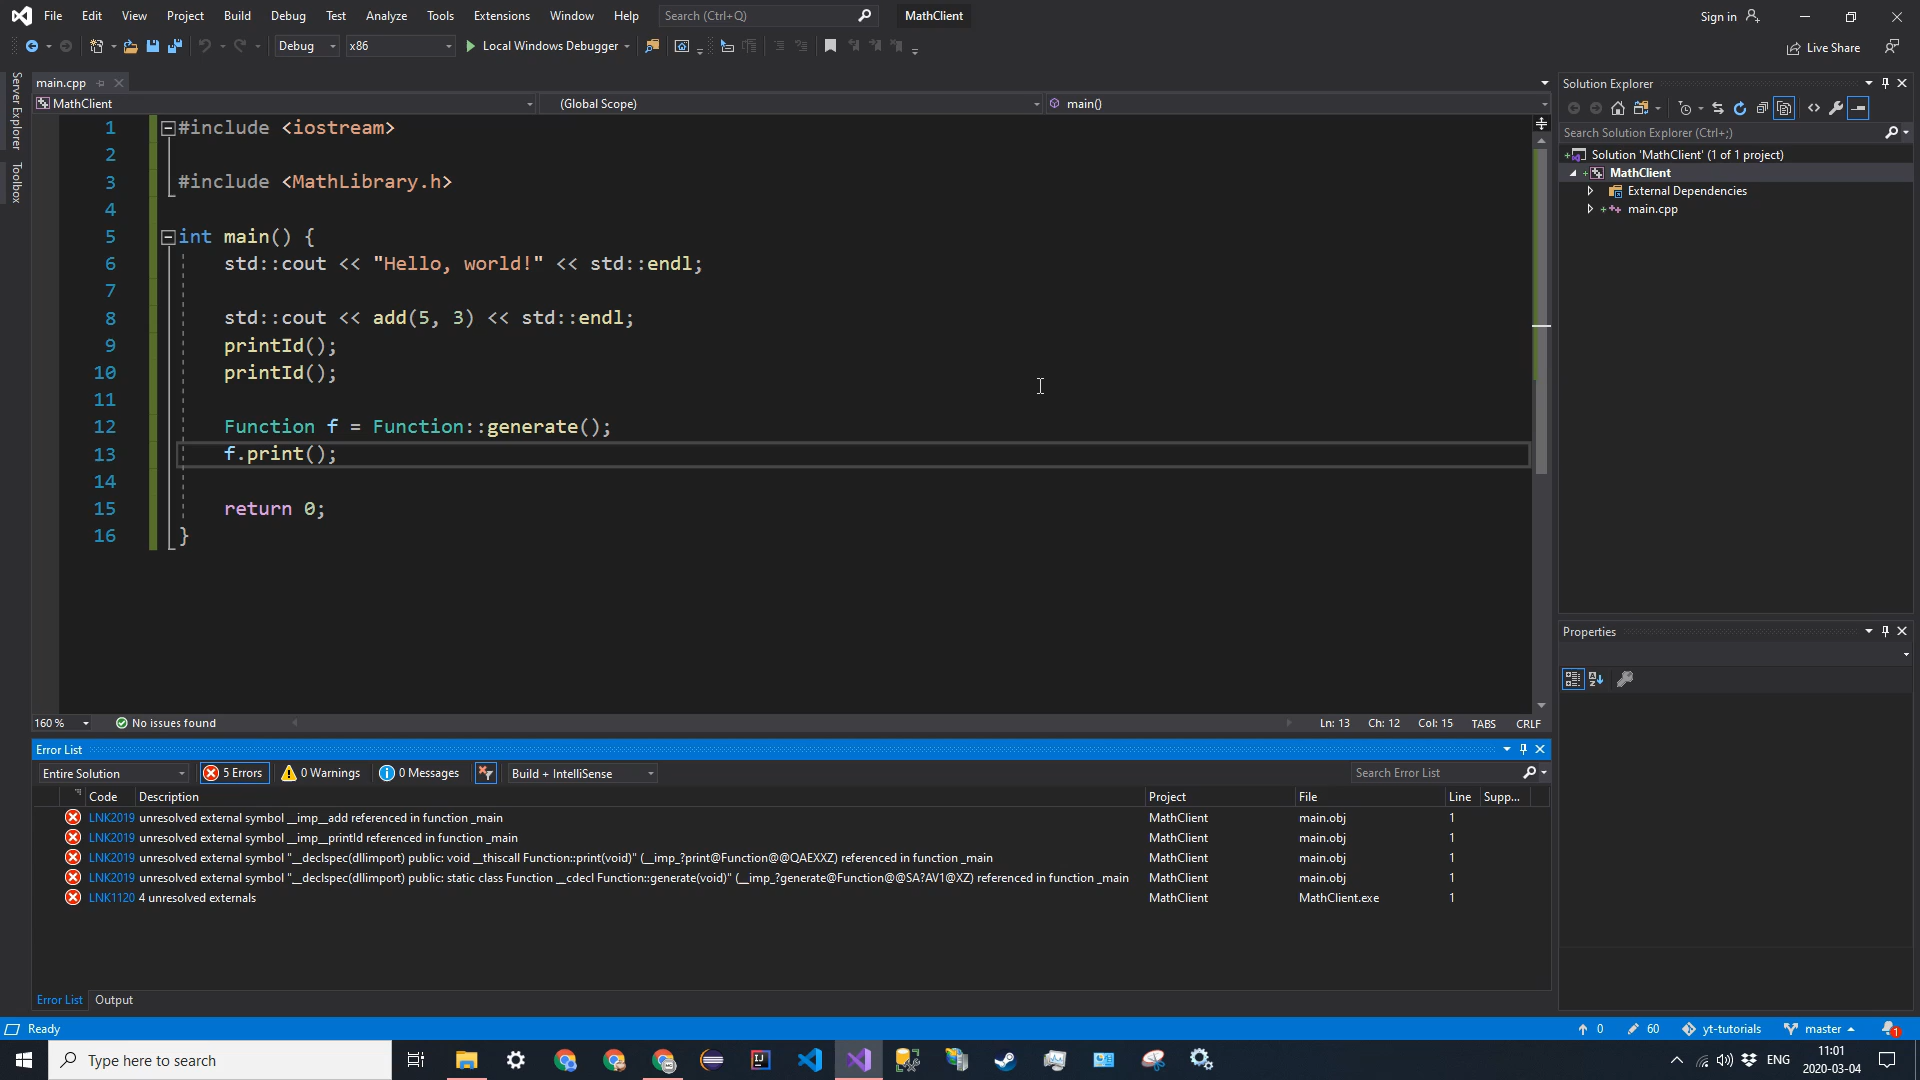 File Edit View Project Build Debug Test Analyze Tools Extensions Window Help Search (Ctrl+Q) MathClient Sign in
Debug x86 Local Windows Debugger Live Share
Server Explorer
Toolbox
main.cpp
MathClient (Global Scope) main()
1 #include <iostream>
2
3 #include <MathLibrary.h>
4
5 int main() {
6 std::cout << "Hello, world!" << std::endl;
7
8 std::cout << add(5, 3) << std::endl;
9 printId();
10 printId();
11
12 Function f = Function::generate();
13 f.print();
14
15 return 0;
16 }
160 % No issues found Ln: 13 Ch: 12 Col: 15 TABS CRLF
Solution Explorer
Search Solution Explorer (Ctrl+;)
Solution 'MathClient' (1 of 1 project)
MathClient
External Dependencies
main.cpp
Properties
Error List
Entire Solution 5 Errors 0 Warnings 0 Messages Build + IntelliSense Search Error List
Code Description Project File Line Supp...
LNK2019 unresolved external symbol __imp__add referenced in function _main MathClient main.obj 1
LNK2019 unresolved external symbol __imp__printId referenced in function _main MathClient main.obj 1
LNK2019 unresolved external symbol "__declspec(dllimport) public: void __thiscall Function::print(void)" (__imp_?print@Function@@QAEXXZ) referenced in function _main MathClient main.obj 1
LNK2019 unresolved external symbol "__declspec(dllimport) public: static class Function __cdecl Function::generate(void)" (__imp_?generate@Function@@SA?AV1@XZ) referenced in function _main MathClient main.obj 1
LNK1120 4 unresolved externals MathClient MathClient.exe 1
Error List Output
Ready 0 60 yt-tutorials master 1
Type here to search ENG 11:01
2020-03-04